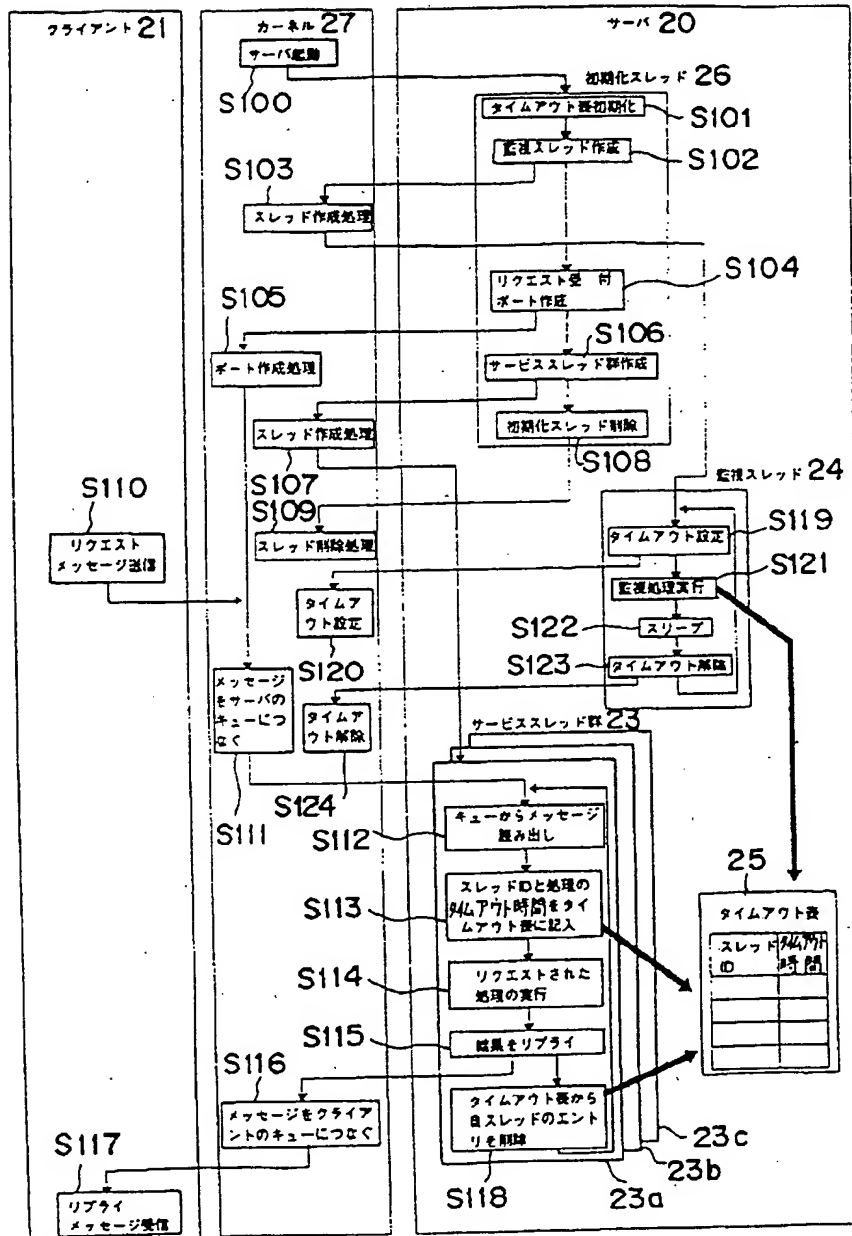 クライアント 21
カーネル 27
サーバ 20
サーバ起動
S100
初期化スレッド 26
タイムアウト表初期化
S101
監視スレッド作成
S102
S103
スレッド作成処理
S104
リクエスト受 付
ポート作成
S105
ポート作成処理
S106
サービススレッド群作成
スレッド作成処理
S107
初期化スレッド削除
S108
S109
スレッド削除処理
S110
リクエスト
メッセージ送信
監視スレッド 24
タイムアウト設定
S119
監視処理実行
S121
タイムア
ウト設定
S120
S122
スリープ
S123
タイムアウト解除
メッセージ
をサーバの
キューにつ
なぐ
S111
タイムア
ウト解除
S124
サービススレッド群 23
S112
キューからメッセージ
読み出し
S113
スレッドIDと処理の
タイムアウト時間をタイ
ムアウト表に記入
25
タイムアウト表
スレッド
ID
タイムアウト
時間
S114
リクエストされた
処理の実行
S115
結果をリプライ
S116
メッセージをクライア
ントのキューにつなぐ
タイムアウト表から
自スレッドのエント
リを削除
S118
23a
23b
23c
S117
リプライ
メッセージ受信